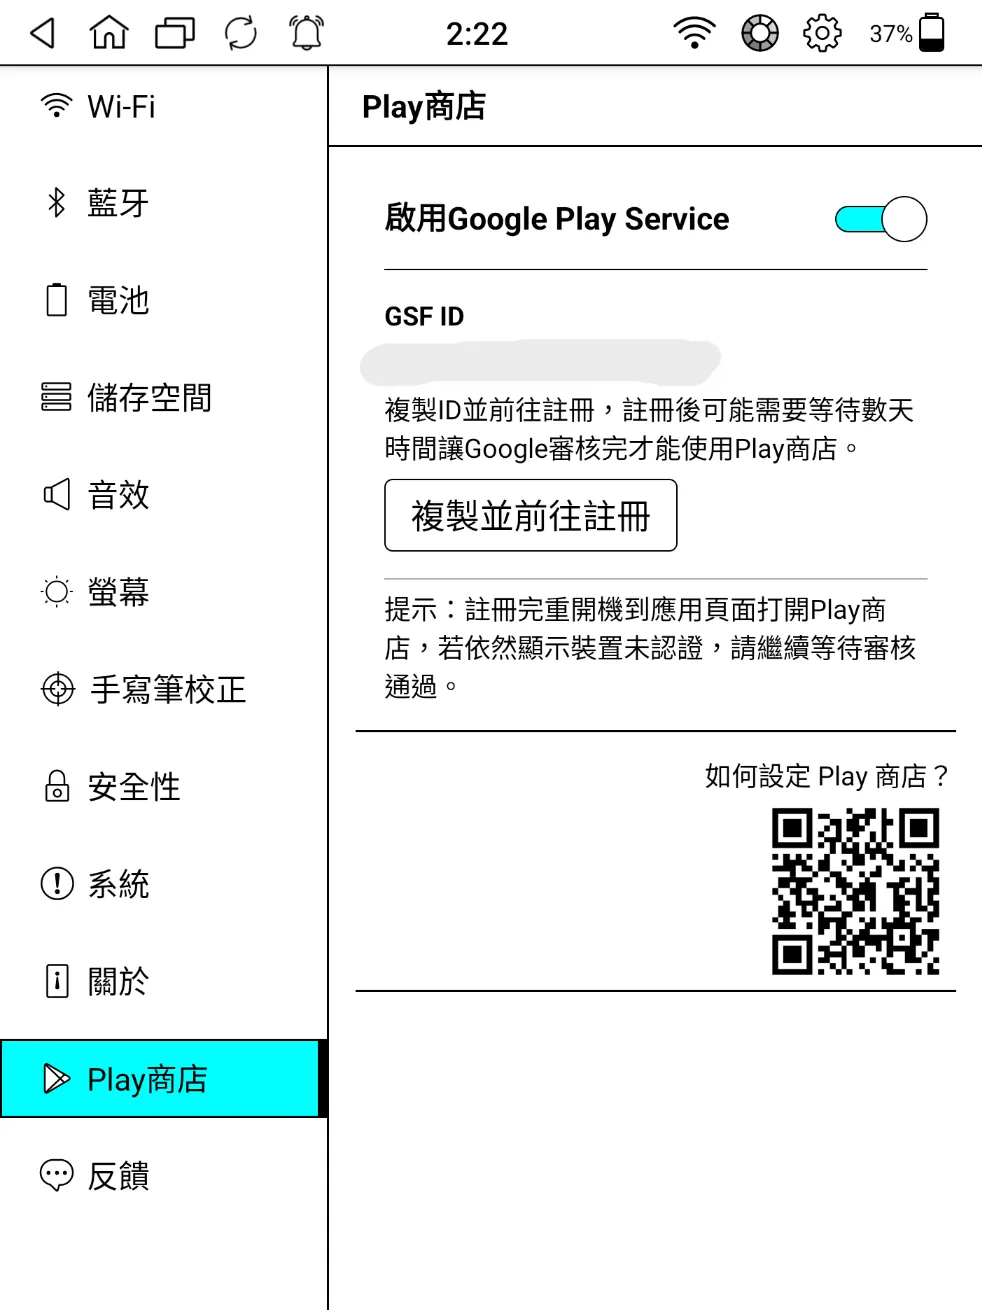 2:22
37%
Wi-Fi
藍牙
電池
儲存空間
音效
螢幕
手寫筆校正
安全性
系統
關於
Play商店
反饋
Play商店
啟用Google Play Service
GSF ID
複製ID並前往註冊，註冊後可能需要等待數天
時間讓Google審核完才能使用Play商店。
複製並前往註冊
提示：註冊完重開機到應用頁面打開Play商
店，若依然顯示裝置未認證，請繼續等待審核
通過。
如何設定 Play 商店？